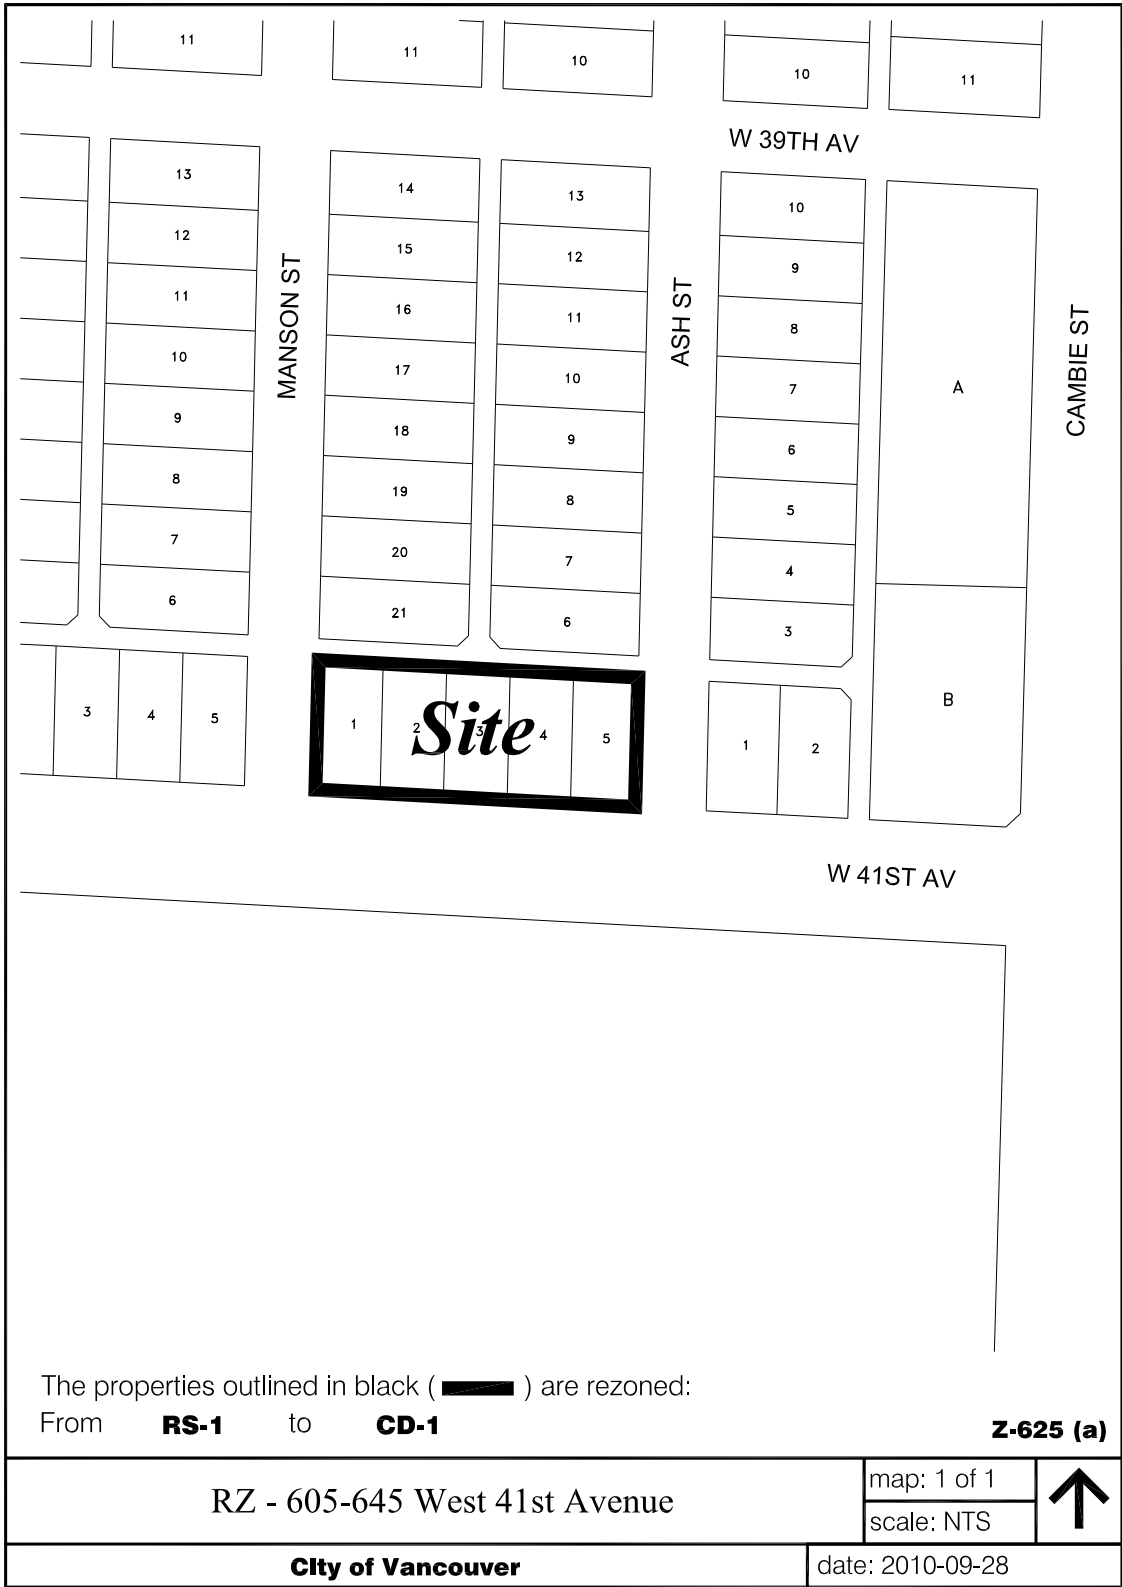 11
11
10
10
11
W 39TH AV
13
12
11
10
9
8
7
6
MANSON ST
14
15
16
17
18
19
20
21
13
12
11
10
9
8
7
6
ASH ST
10
9
8
7
6
5
4
3
A
B
CAMBIE ST
3 4 5
1 2 3 4 5
Site
1 2
W 41ST AV
The properties outlined in black ( ) are rezoned:
From RS-1 to CD-1
Z-625 (a)
RZ - 605-645 West 41st Avenue
map: 1 of 1
scale: NTS
CIty of Vancouver
date: 2010-09-28